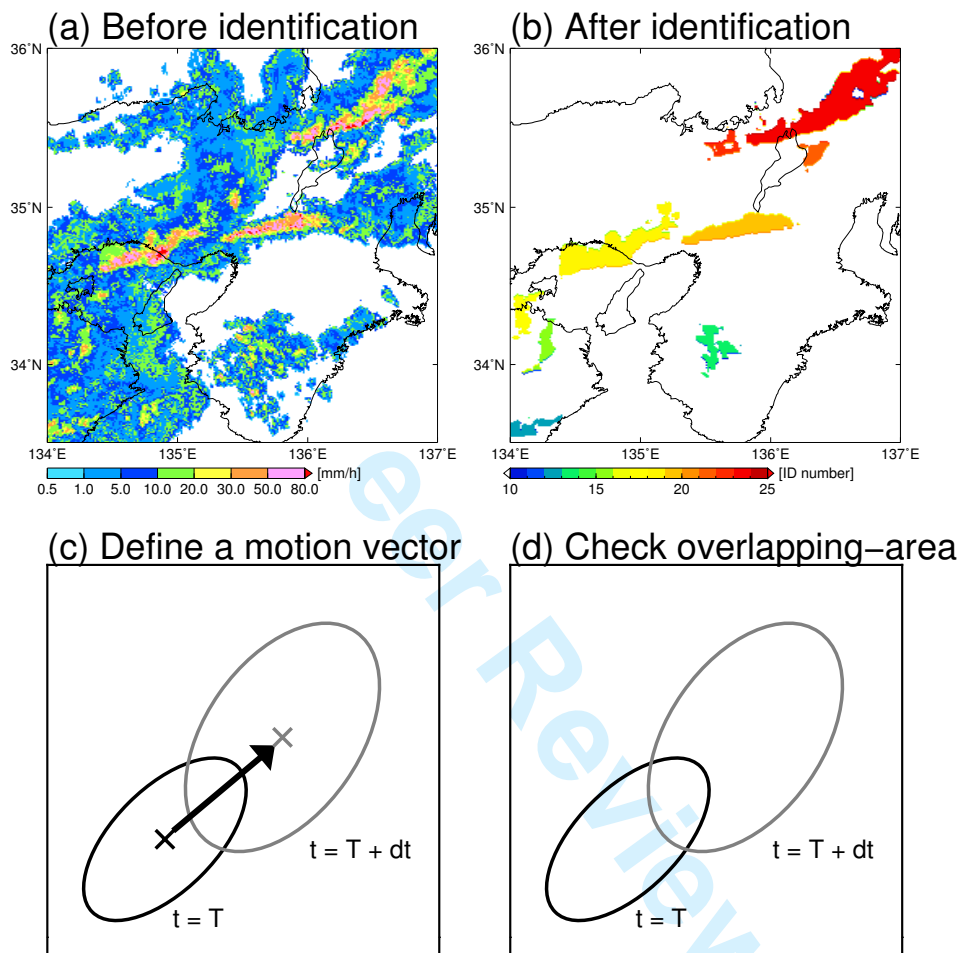 (a) Before identification
(b) After identification
36˚N
35˚N
34˚N
134˚E 135˚E 136˚E 137˚E
0.5 1.0 5.0 10.0 20.0 30.0 50.0 80.0 [mm/h]
36˚N
35˚N
34˚N
134˚E 135˚E 136˚E 137˚E
10 15 20 25 [ID number]
(c) Define a motion vector
(d) Check overlapping−area
t = T + dt
t = T
t = T + dt
t = T
eer Review